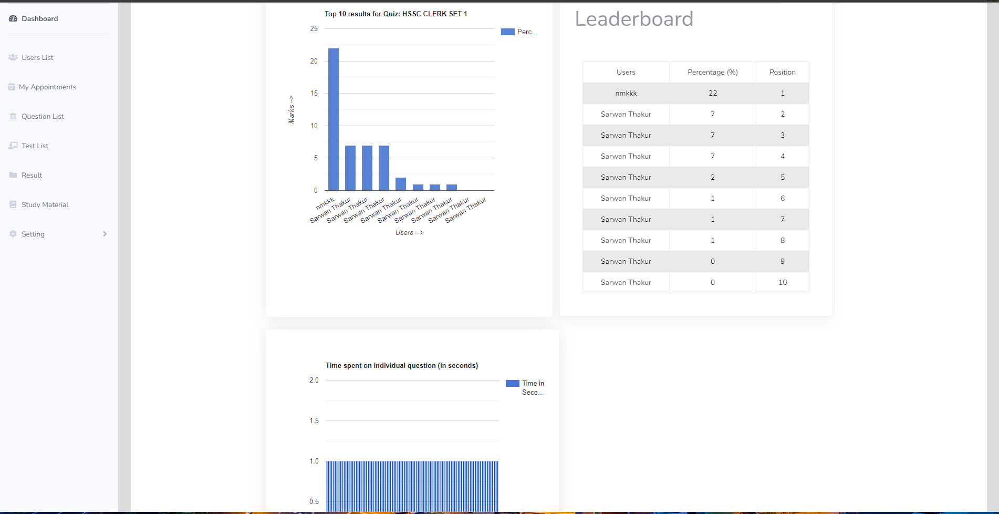 Dashboard
Users List
My Appointments
Question List
Test List
Result
Study Material
Setting
Top 10 results for Quiz: HSSC CLERK SET 1
25
20
15
10
5
0
Marks -->
Perc...
nmkkk
Sarwan Thakur
Sarwan Thakur
Sarwan Thakur
Sarwan Thakur
Sarwan Thakur
Sarwan Thakur
Sarwan Thakur
Sarwan Thakur
Sarwan Thakur
Users -->
Leaderboard
Users Percentage (%) Position
nmkkk 22 1
Sarwan Thakur 7 2
Sarwan Thakur 7 3
Sarwan Thakur 7 4
Sarwan Thakur 2 5
Sarwan Thakur 1 6
Sarwan Thakur 1 7
Sarwan Thakur 1 8
Sarwan Thakur 0 9
Sarwan Thakur 0 10
Time spent on individual question (in seconds)
2.0
1.5
1.0
0.5
Time in
Seco...